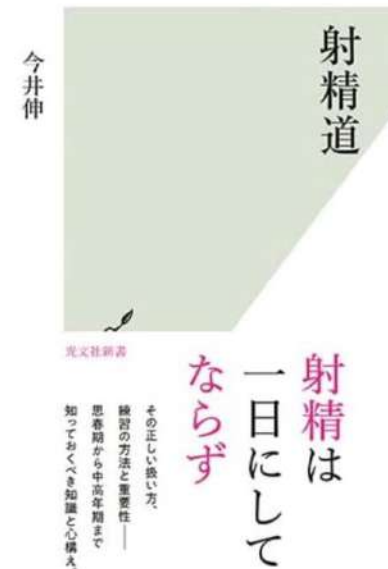 射精道
今井伸
光文社新書
射精は
一日にして
ならず
その正しい扱い方、
練習の方法と重要性——
思春期から中高年期まで
知っておくべき知識と心構え。